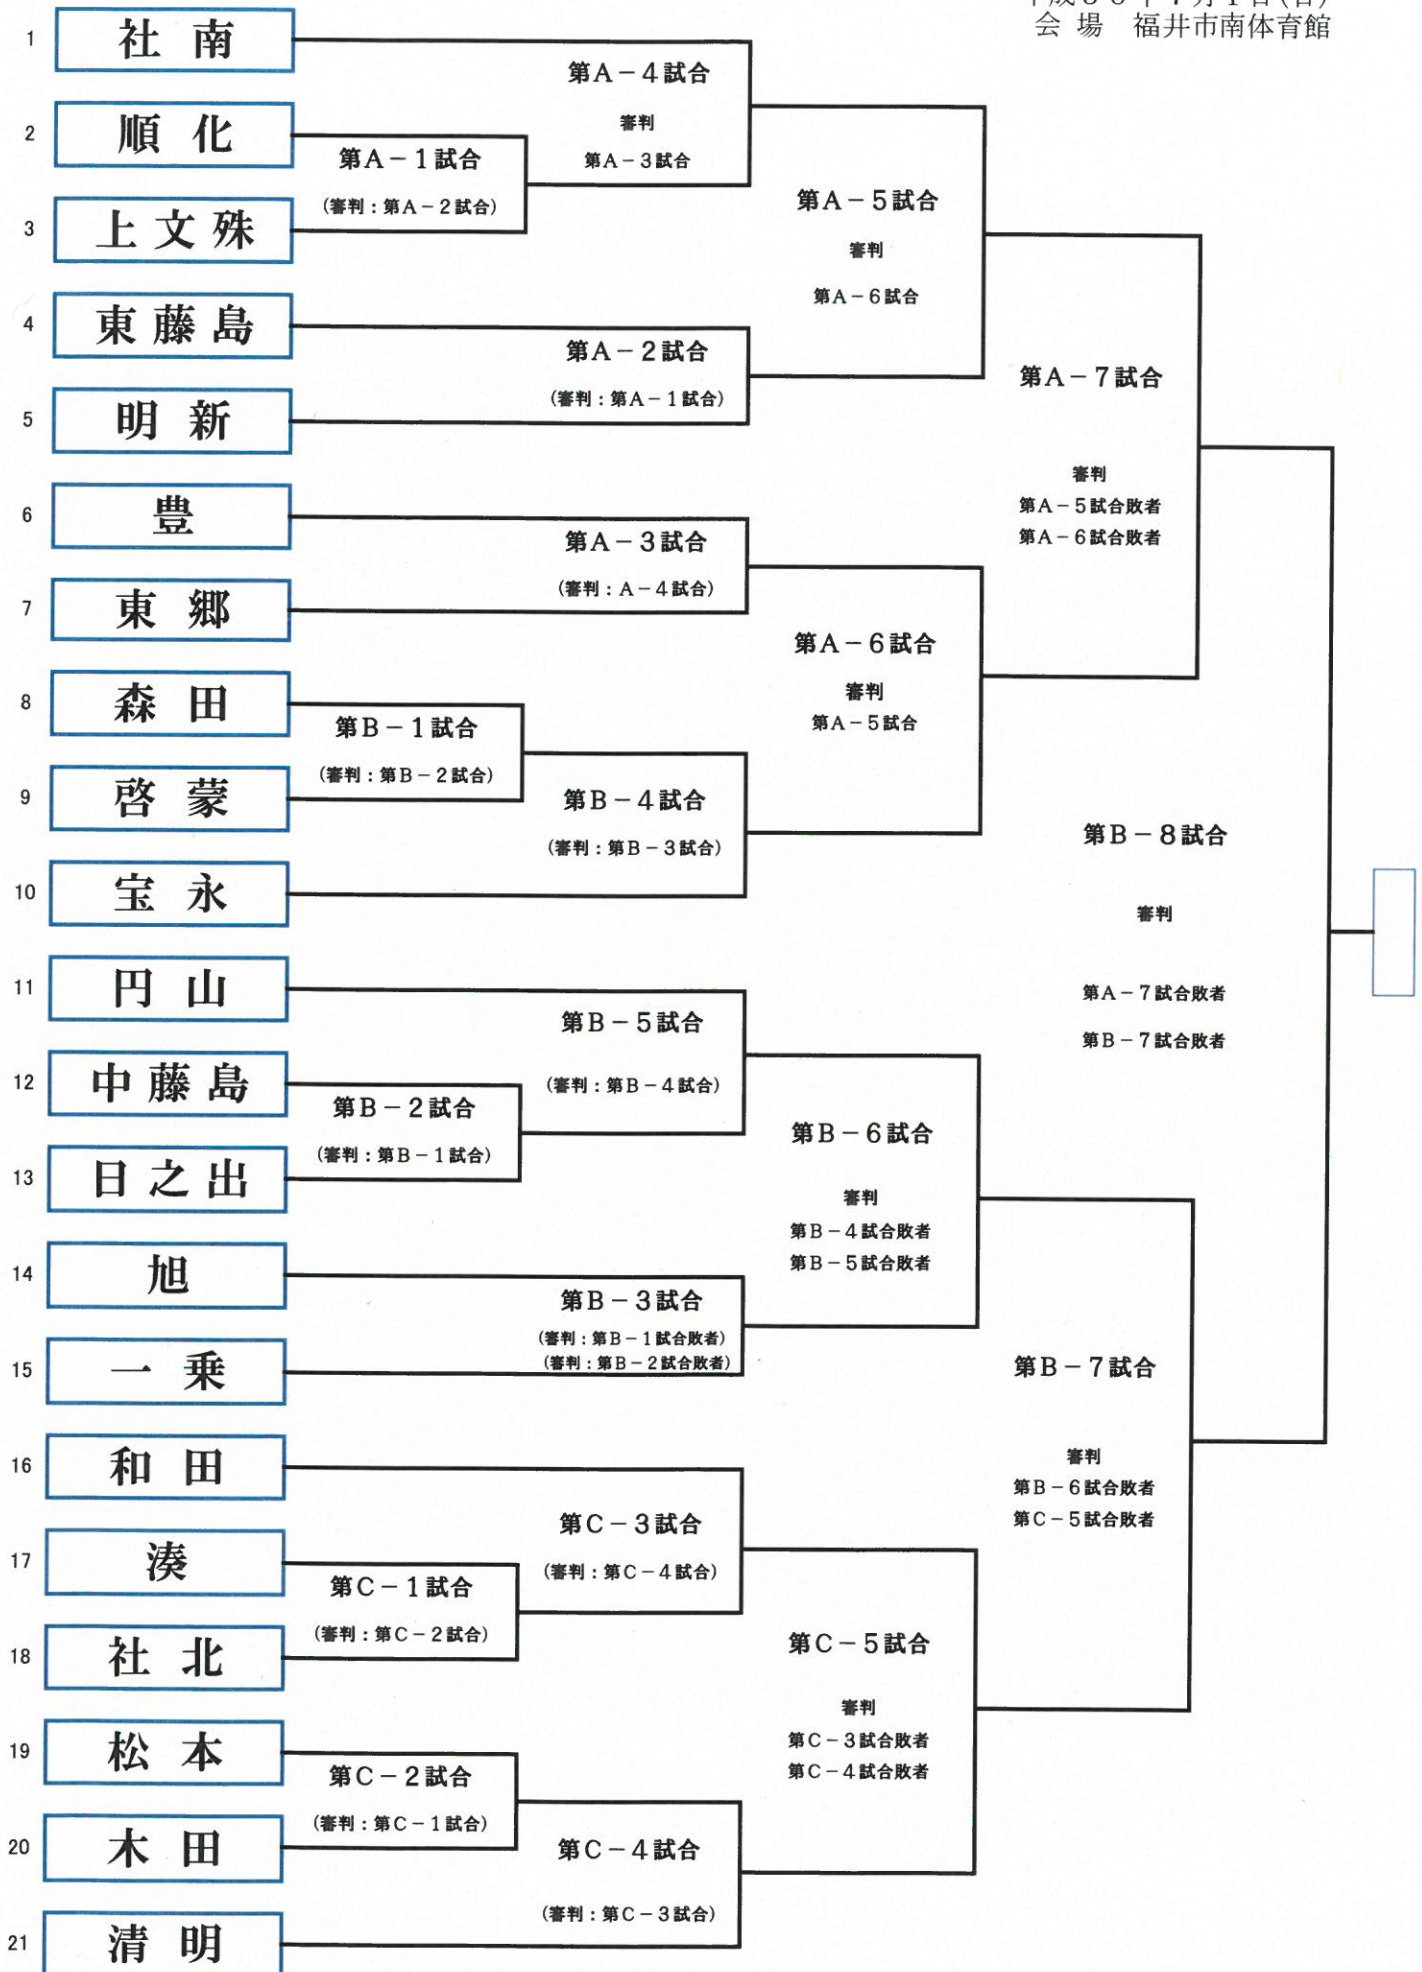 会場 福井市南体育館
1 社南
第A－4試合
審判
第A－3試合
2 順化
第A－1試合
(審判：第A－2試合)
3 上文殊
第A－5試合
審判
第A－6試合
4 東藤島
第A－2試合
(審判：第A－1試合)
5 明新
第A－7試合
審判
第A－5試合敗者
第A－6試合敗者
6 豊
第A－3試合
(審判：A－4試合)
7 東郷
第A－6試合
審判
第A－5試合
8 森田
第B－1試合
(審判：第B－2試合)
9 啓蒙
第B－4試合
(審判：第B－3試合)
10 宝永
第B－8試合
審判
第A－7試合敗者
第B－7試合敗者
11 円山
第B－5試合
(審判：第B－4試合)
12 中藤島
第B－2試合
(審判：第B－1試合)
13 日之出
第B－6試合
審判
第B－4試合敗者
第B－5試合敗者
14 旭
第B－3試合
(審判：第B－1試合敗者)
(審判：第B－2試合敗者)
15 一乗
第B－7試合
審判
第B－6試合敗者
第C－5試合敗者
16 和田
第C－3試合
(審判：第C－4試合)
17 湊
第C－1試合
(審判：第C－2試合)
18 社北
第C－5試合
審判
第C－3試合敗者
第C－4試合敗者
19 松本
第C－2試合
(審判：第C－1試合)
20 木田
第C－4試合
(審判：第C－3試合)
21 清明